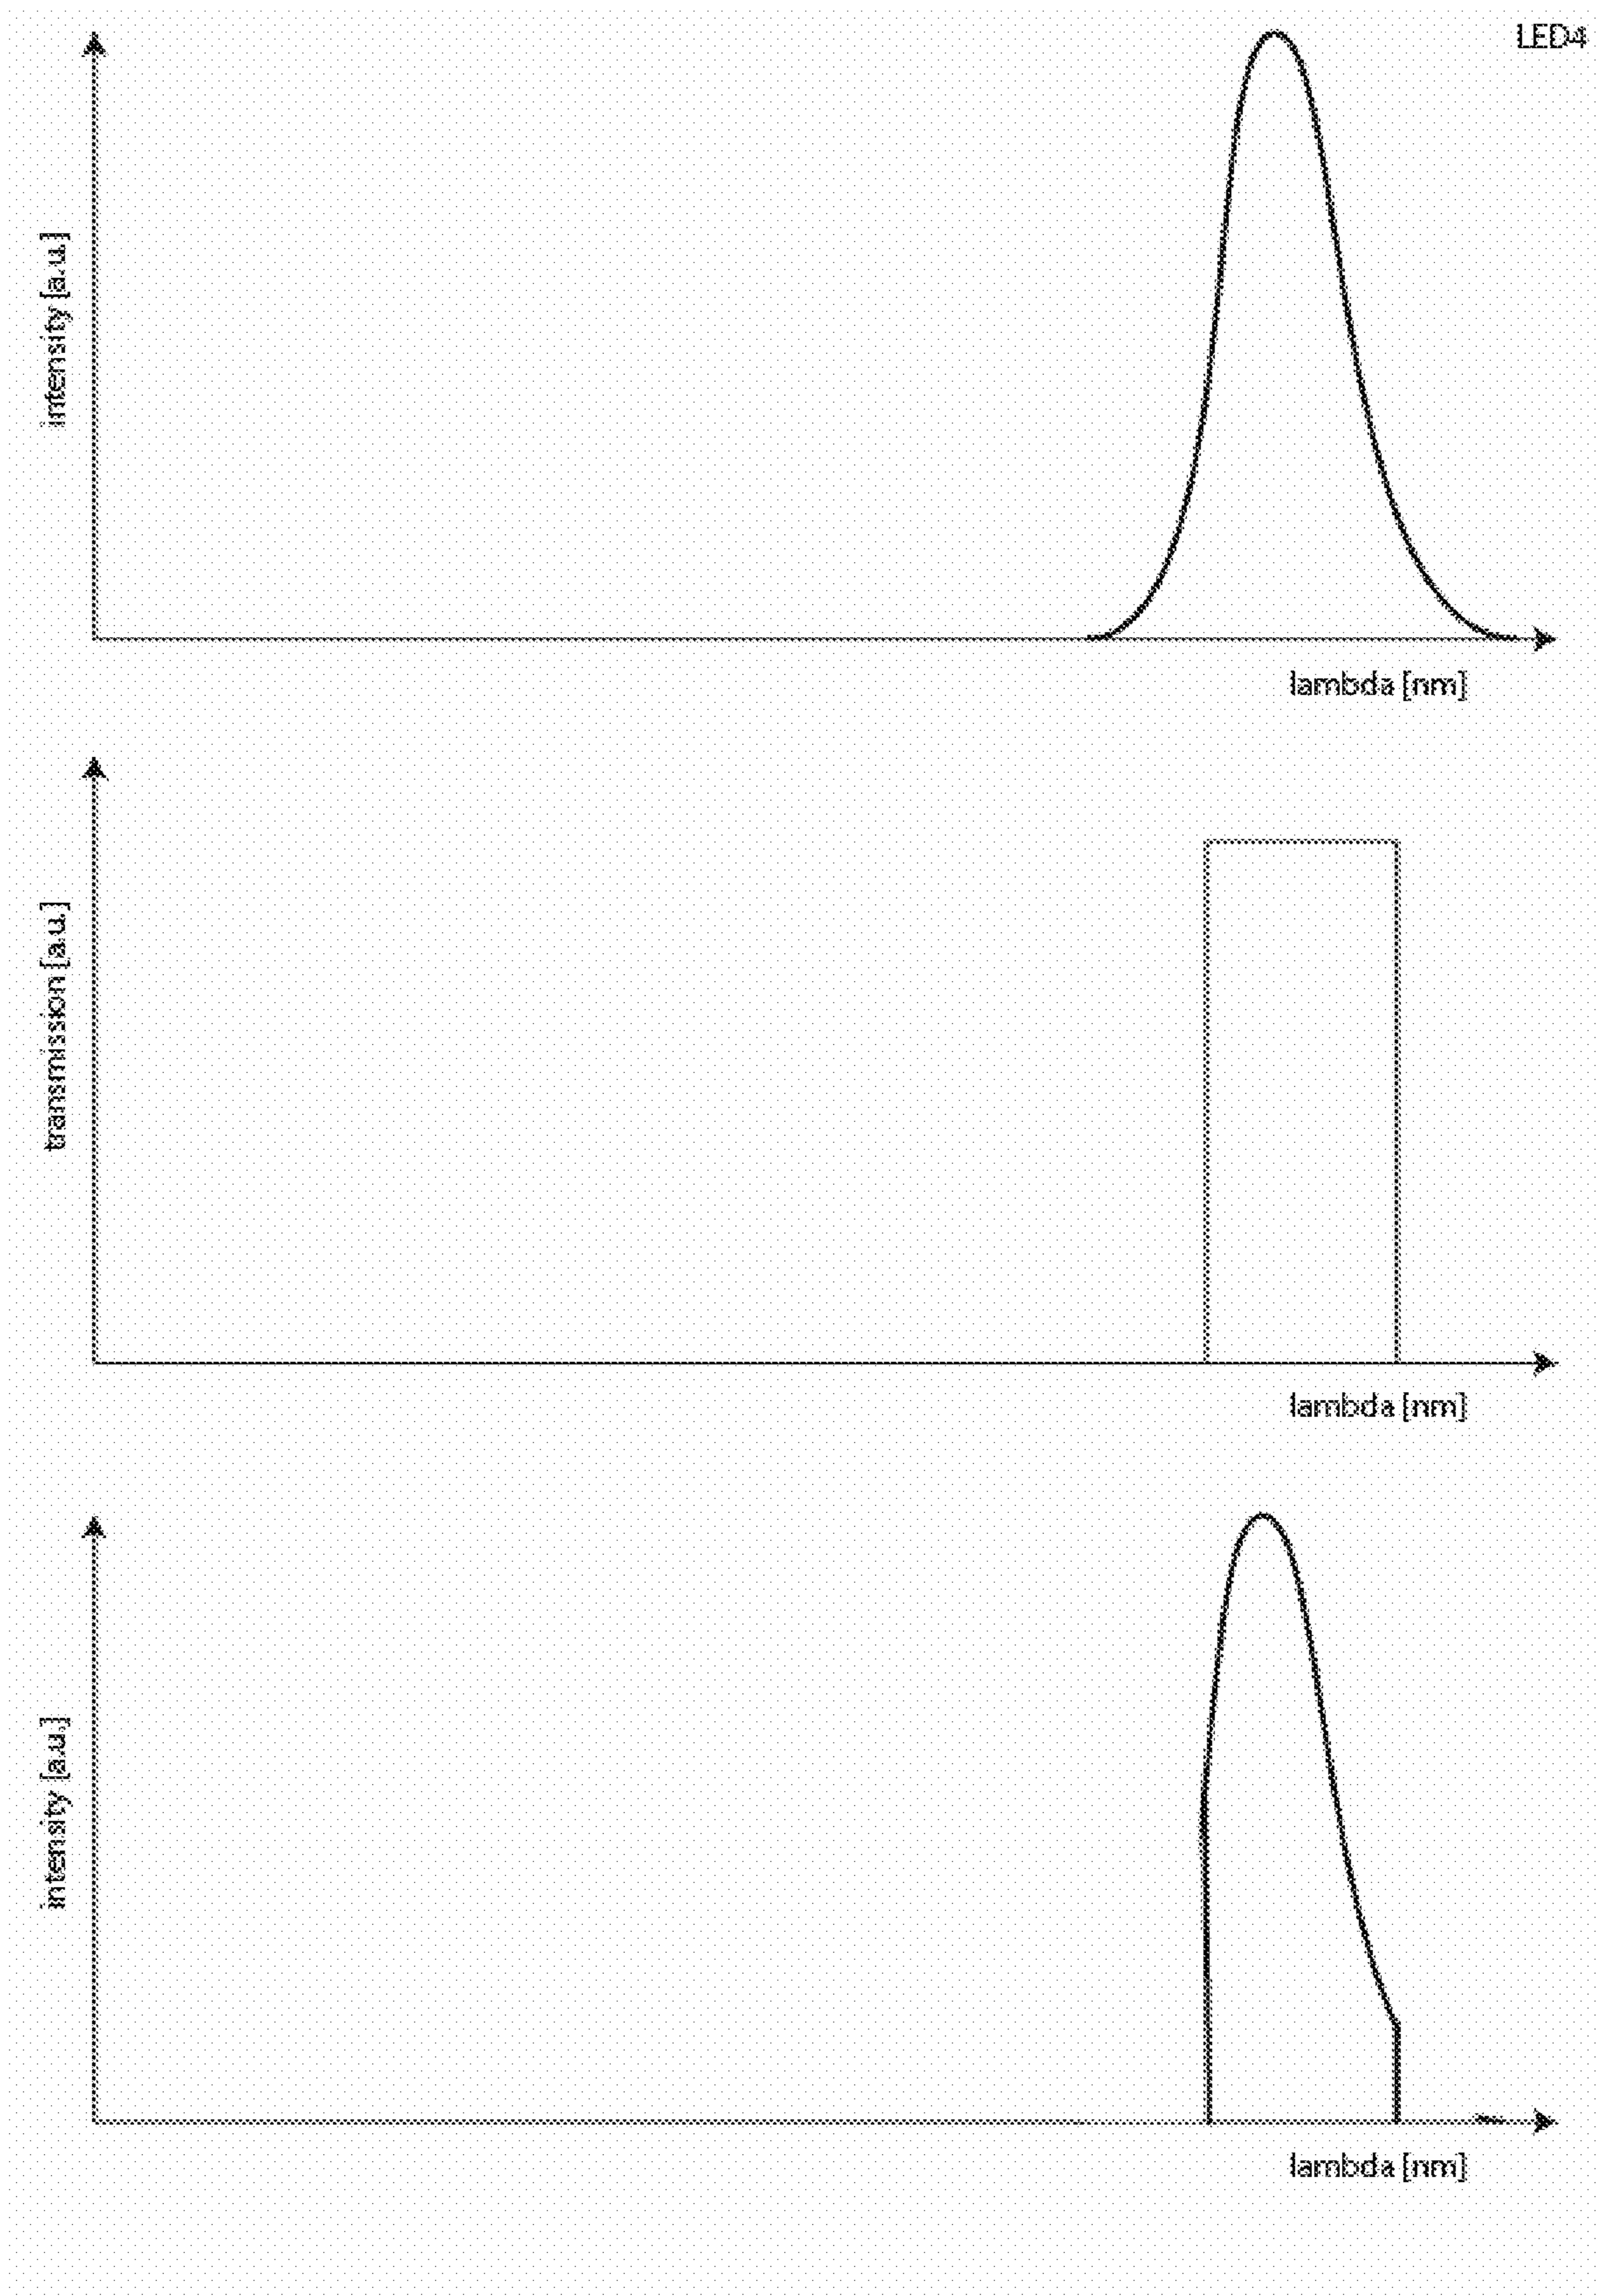 LED4
intensity [a.u.]
lambda [nm]
transmission [a.u.]
lambda [nm]
intensity [a.u.]
lambda [nm]